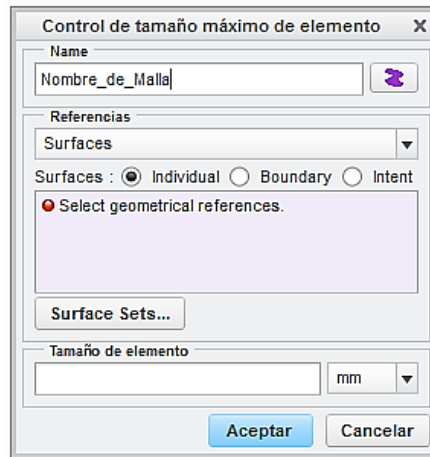 Control de tamaño máximo de elemento X
Name
Nombre_de_Malla
Referencias
Surfaces
Surfaces : Individual Boundary Intent
Select geometrical references.
Surface Sets...
Tamaño de elemento
mm
Aceptar Cancelar